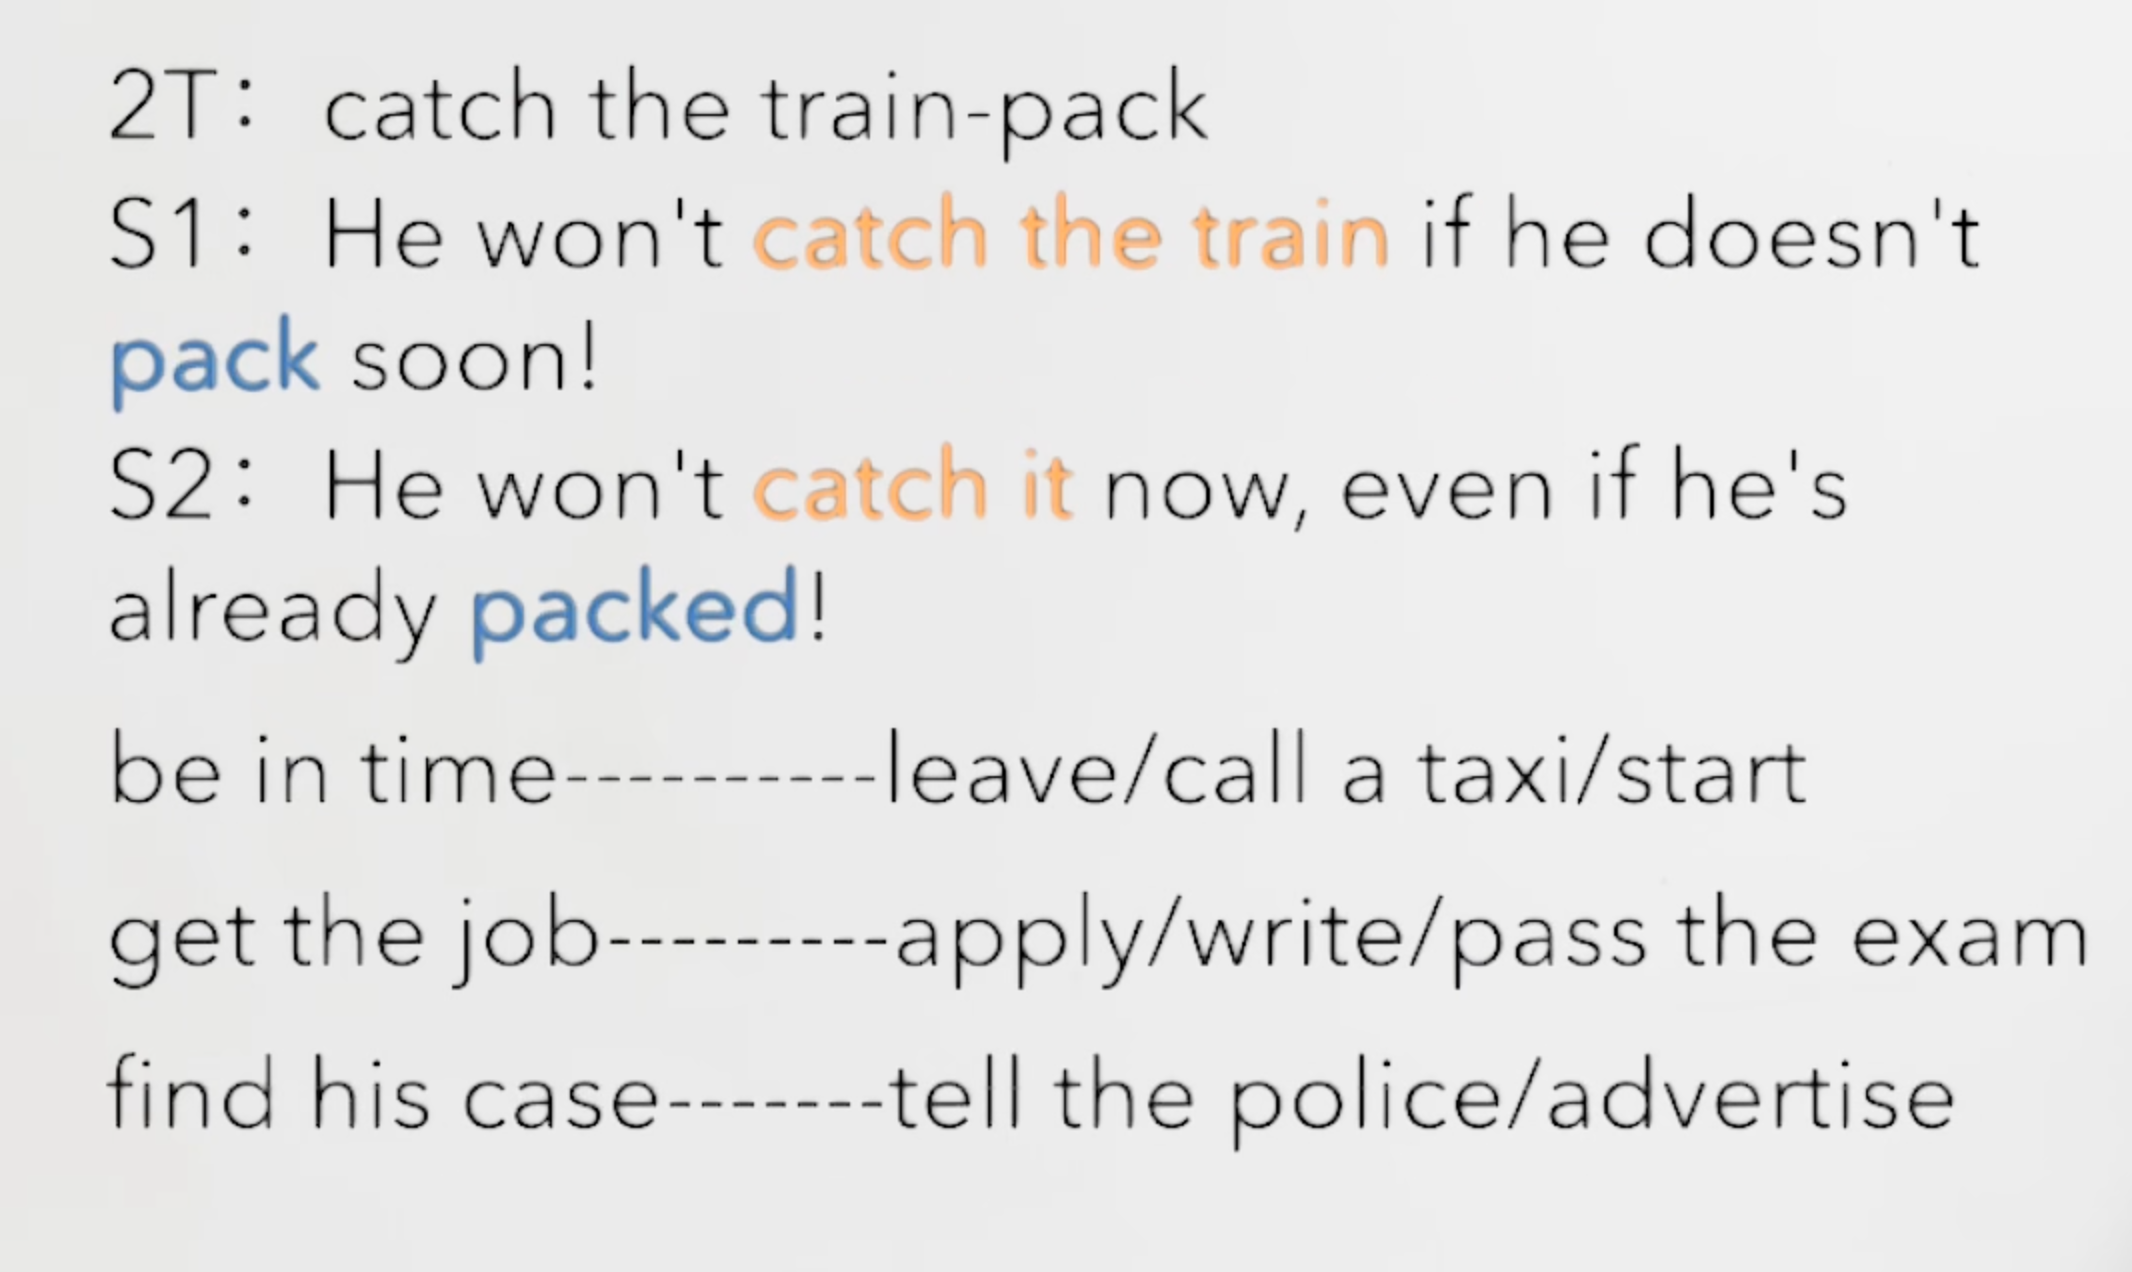 2T: catch the train-pack
S1: He won't catch the train if he doesn't
pack soon!
S2: He won't catch it now, even if he's
already packed!
be in time----------leave/call a taxi/start
get the job---------apply/write/pass the exam
find his case-------tell the police/advertise